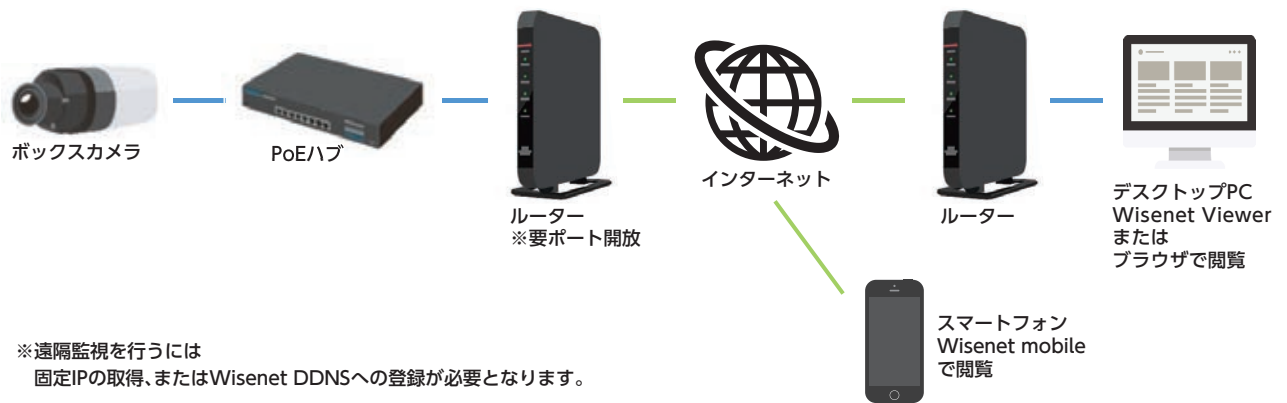 ボックスカメラ
PoEハブ
ルーター
※要ポート開放
インターネット
ルーター
デスクトップPC
Wisenet Viewer
または
ブラウザで閲覧
スマートフォン
Wisenet mobile
で閲覧
※遠隔監視を行うには
固定IPの取得、またはWisenet DDNSへの登録が必要となります。